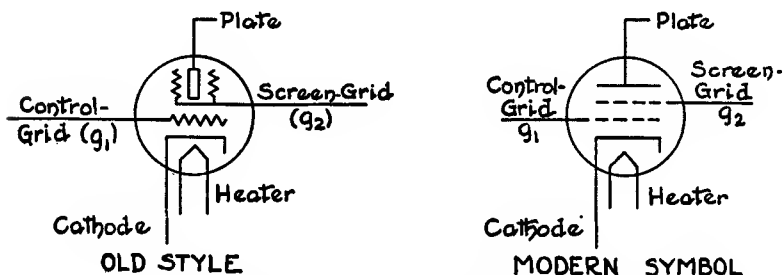 Plate
Screen-Grid
(g2)
Control-
Grid (g1)
Heater
Cathode
OLD STYLE
Plate
Control-
Grid
g1
Screen-
Grid
g2
Heater
Cathode
MODERN SYMBOL